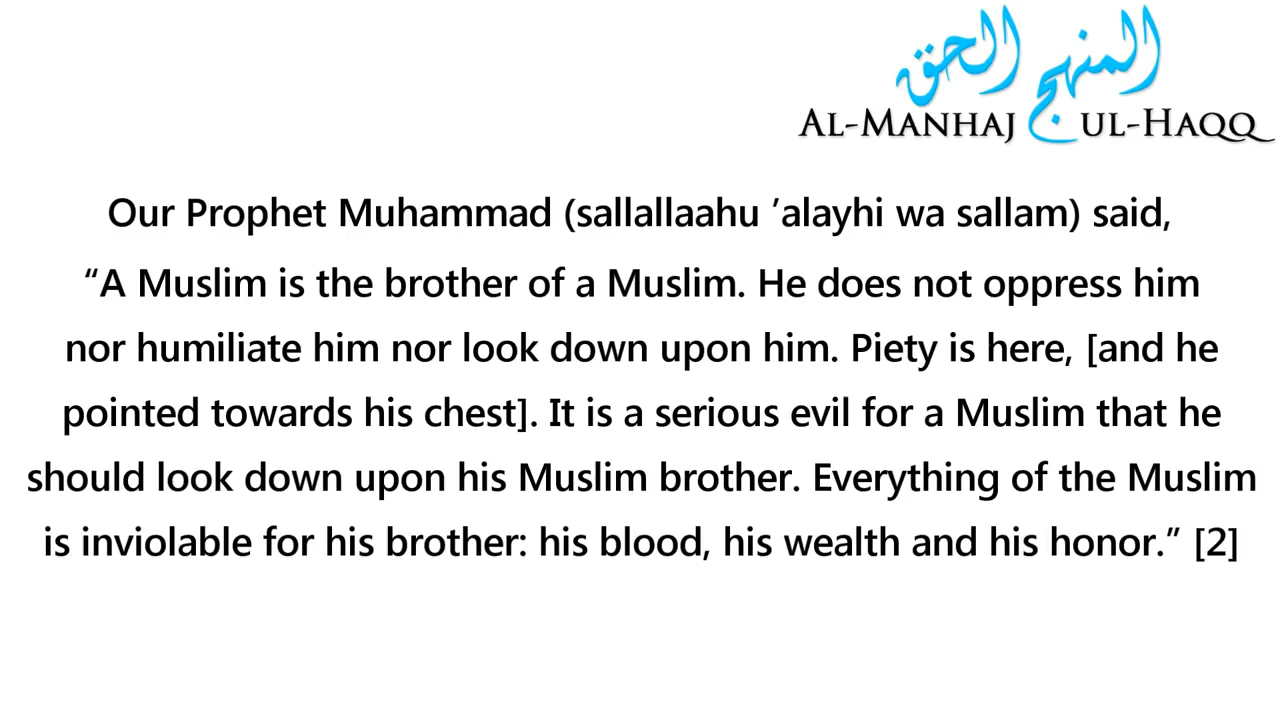 المنهج الحق
AL-MANHAJ UL-HAQQ
Our Prophet Muhammad (sallallaahu ’alayhi wa sallam) said,
“A Muslim is the brother of a Muslim. He does not oppress him
nor humiliate him nor look down upon him. Piety is here, [and he
pointed towards his chest]. It is a serious evil for a Muslim that he
should look down upon his Muslim brother. Everything of the Muslim
is inviolable for his brother: his blood, his wealth and his honor.” [2]